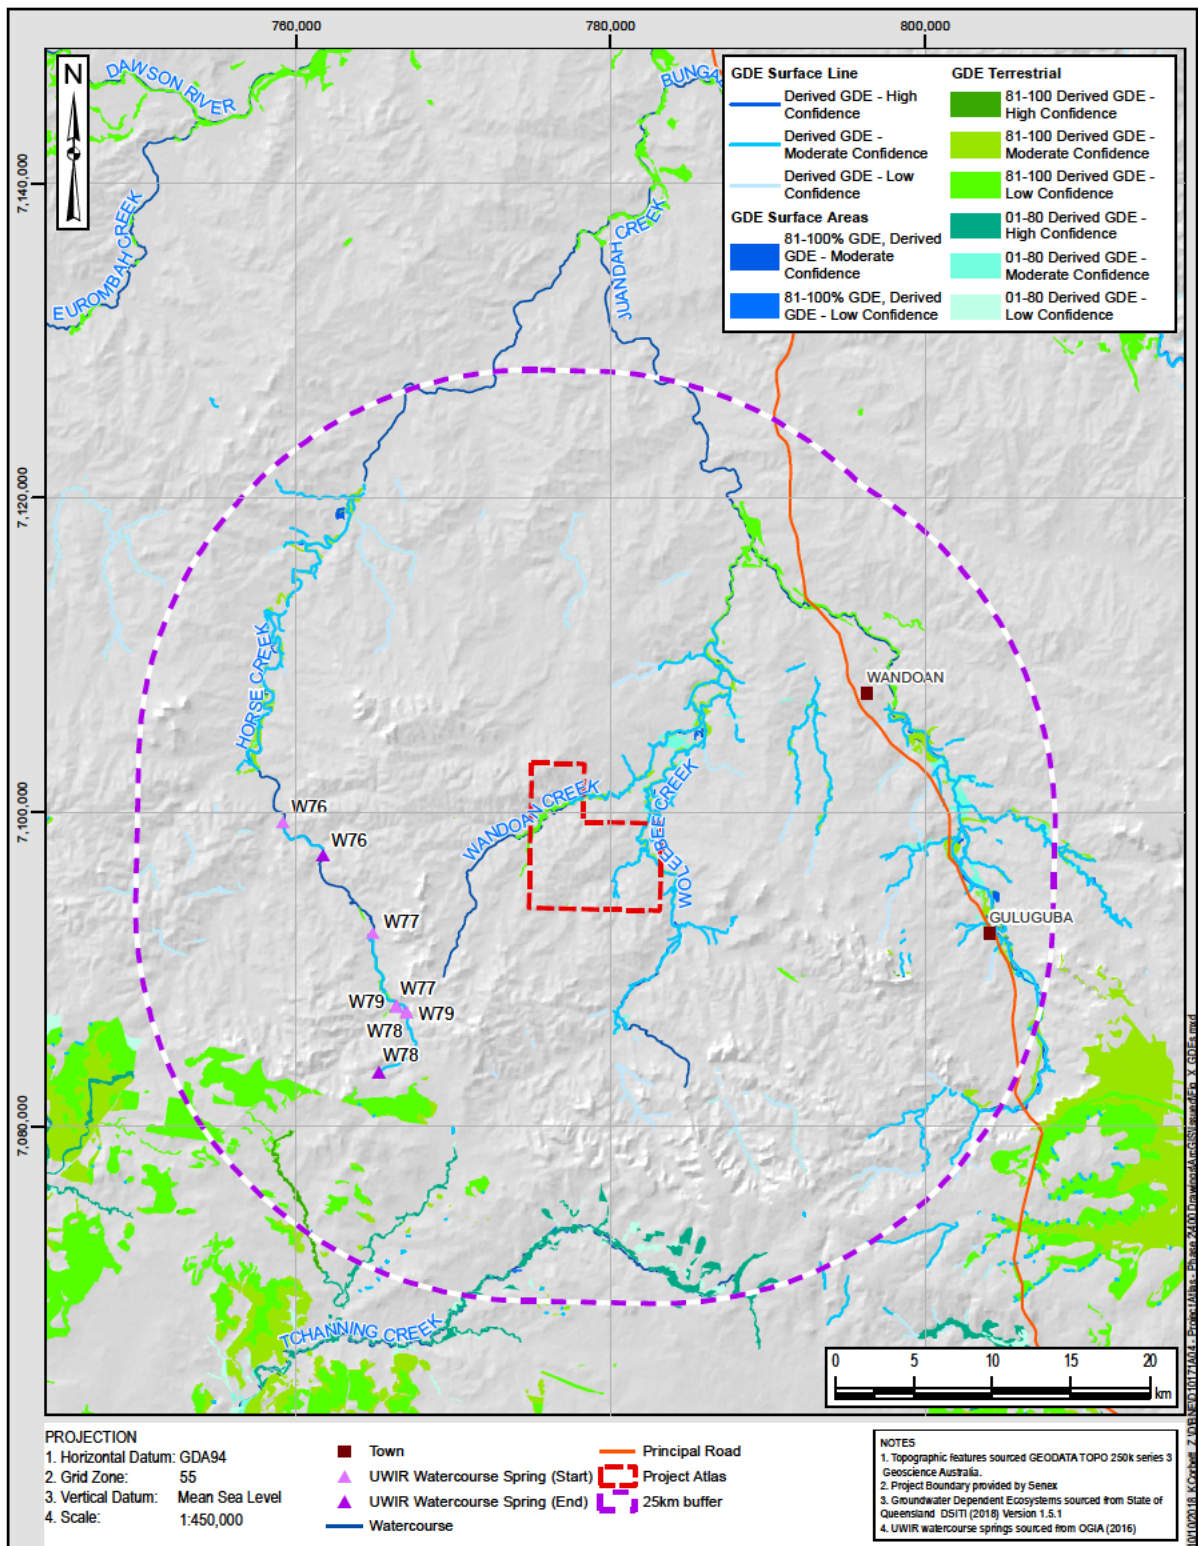 760,000
780,000
800,000
7,140,000
7,120,000
7,100,000
7,080,000
N
DAWSON RIVER
EUROMBAH CREEK
JUANDAH CREEK
HORSE CREEK
WANDOAN CREEK
WOLEEBEE CREEK
TCHANNING CREEK
WANDOAN
GULUGUBA
W76
W76
W77
W77
W79
W79
W78
W78
GDE Surface Line
Derived GDE - High
Confidence
Derived GDE -
Moderate Confidence
Derived GDE - Low
Confidence
GDE Surface Areas
81-100% GDE, Derived
GDE - Moderate
Confidence
81-100% GDE, Derived
GDE - Low Confidence
GDE Terrestrial
81-100 Derived GDE -
High Confidence
81-100 Derived GDE -
Moderate Confidence
81-100 Derived GDE -
Low Confidence
01-80 Derived GDE -
High Confidence
01-80 Derived GDE -
Moderate Confidence
01-80 Derived GDE -
Low Confidence
0 5 10 15 20
km
PROJECTION
1. Horizontal Datum: GDA94
2. Grid Zone: 55
3. Vertical Datum: Mean Sea Level
4. Scale: 1:450,000
Town
UWIR Watercourse Spring (Start)
UWIR Watercourse Spring (End)
Watercourse
Principal Road
Project Atlas
25km buffer
NOTES
1. Topographic features sourced GEODATA TOPO 250k series 3
Geoscience Australia.
2. Project Boundary provided by Senex
3. Groundwater Dependent Ecosystems sourced from State of
Queensland DSITI (2018) Version 1.5.1
4. UWIR watercourse springs sourced from OGIA (2016)